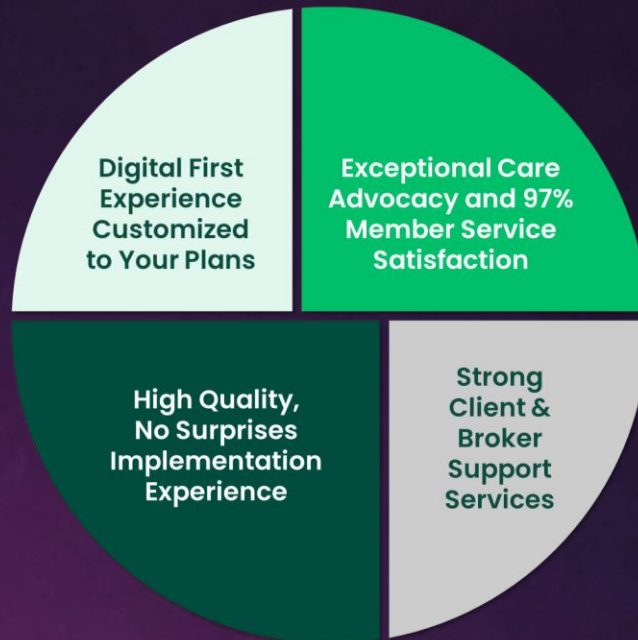 Digital First
Experience
Customized
to Your Plans
Exceptional Care
Advocacy and 97%
Member Service
Satisfaction
High Quality,
No Surprises
Implementation
Experience
Strong
Client &
Broker
Support
Services